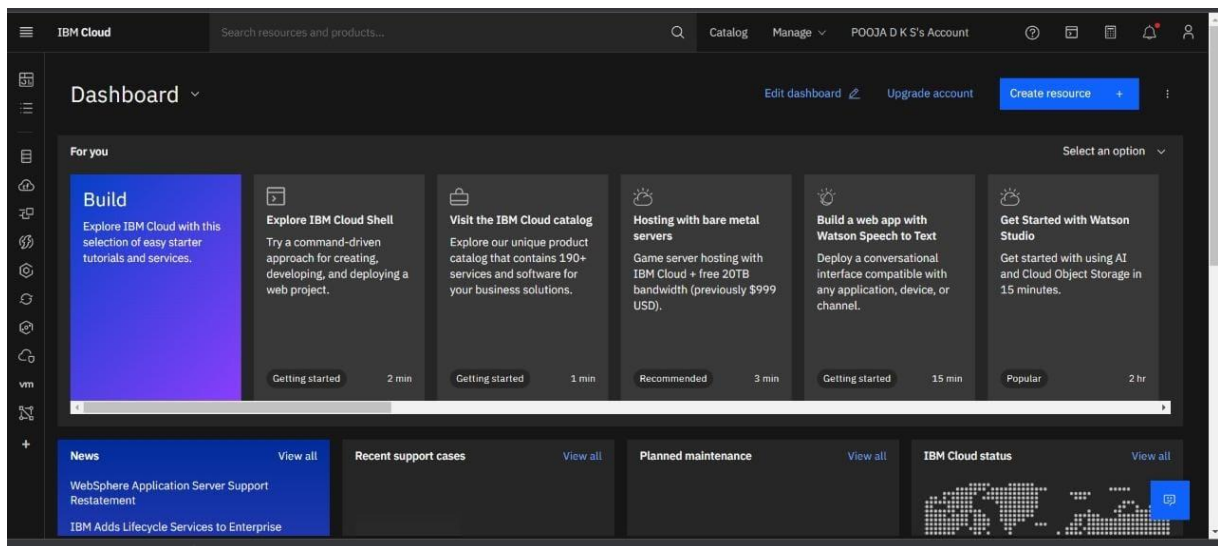 IBM Cloud
Search resources and products...
Catalog
Manage
POOJA D K S's Account
Dashboard
Edit dashboard
Upgrade account
Create resource +
For you
Select an option
Build
Explore IBM Cloud with this
selection of easy starter
tutorials and services.
Explore IBM Cloud Shell
Try a command-driven
approach for creating,
developing, and deploying a
web project.
Getting started
2 min
Visit the IBM Cloud catalog
Explore our unique product
catalog that contains 190+
services and software for
your business solutions.
Getting started
1 min
Hosting with bare metal
servers
Game server hosting with
IBM Cloud + free 20TB
bandwidth (previously $999
USD).
Recommended
3 min
Build a web app with
Watson Speech to Text
Deploy a conversational
interface compatible with
any application, device, or
channel.
Getting started
15 min
Get Started with Watson
Studio
Get started with using AI
and Cloud Object Storage in
15 minutes.
Popular
2 hr
vm
+
News
View all
WebSphere Application Server Support
Restatement
IBM Adds Lifecycle Services to Enterprise
Recent support cases
View all
Planned maintenance
View all
IBM Cloud status
View all